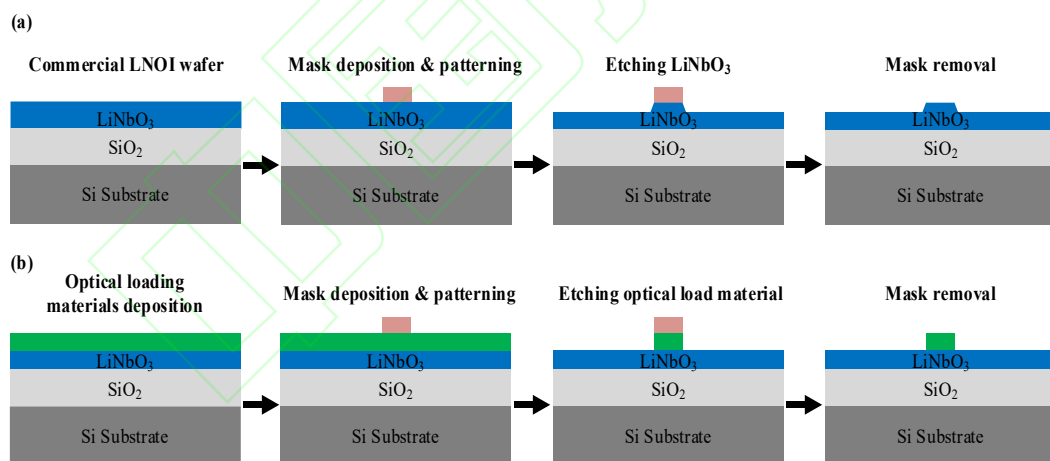 (a)
Commercial LNOI wafer
Mask deposition & patterning
Etching LiNbO₃
Mask removal
LiNbO₃
SiO₂
Si Substrate
LiNbO₃
SiO₂
Si Substrate
LiNbO₃
SiO₂
Si Substrate
LiNbO₃
SiO₂
Si Substrate
(b)
Optical loading
materials deposition
Mask deposition & patterning
Etching optical load material
Mask removal
LiNbO₃
SiO₂
Si Substrate
LiNbO₃
SiO₂
Si Substrate
LiNbO₃
SiO₂
Si Substrate
LiNbO₃
SiO₂
Si Substrate